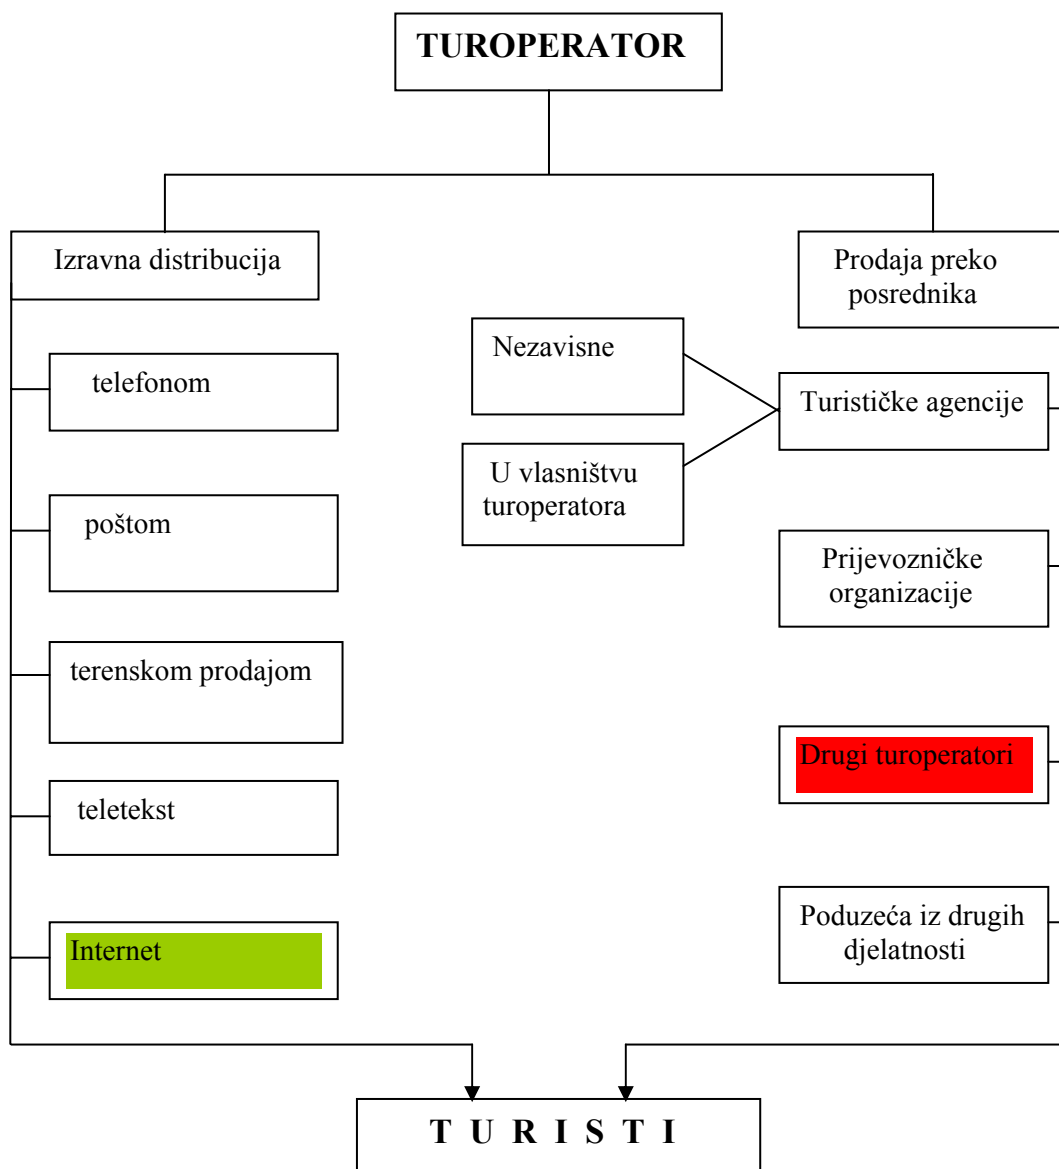 TUROPERATOR
Izravna distribucija
Prodaja preko
posrednika
Nezavisne
telefonom
Turističke agencije
U vlasništvu
turoperatora
poštom
Prijevozničke
organizacije
terenskom prodajom
Drugi turoperatori
teletekst
Poduzeća iz drugih
djelatnosti
Internet
T U R I S T I